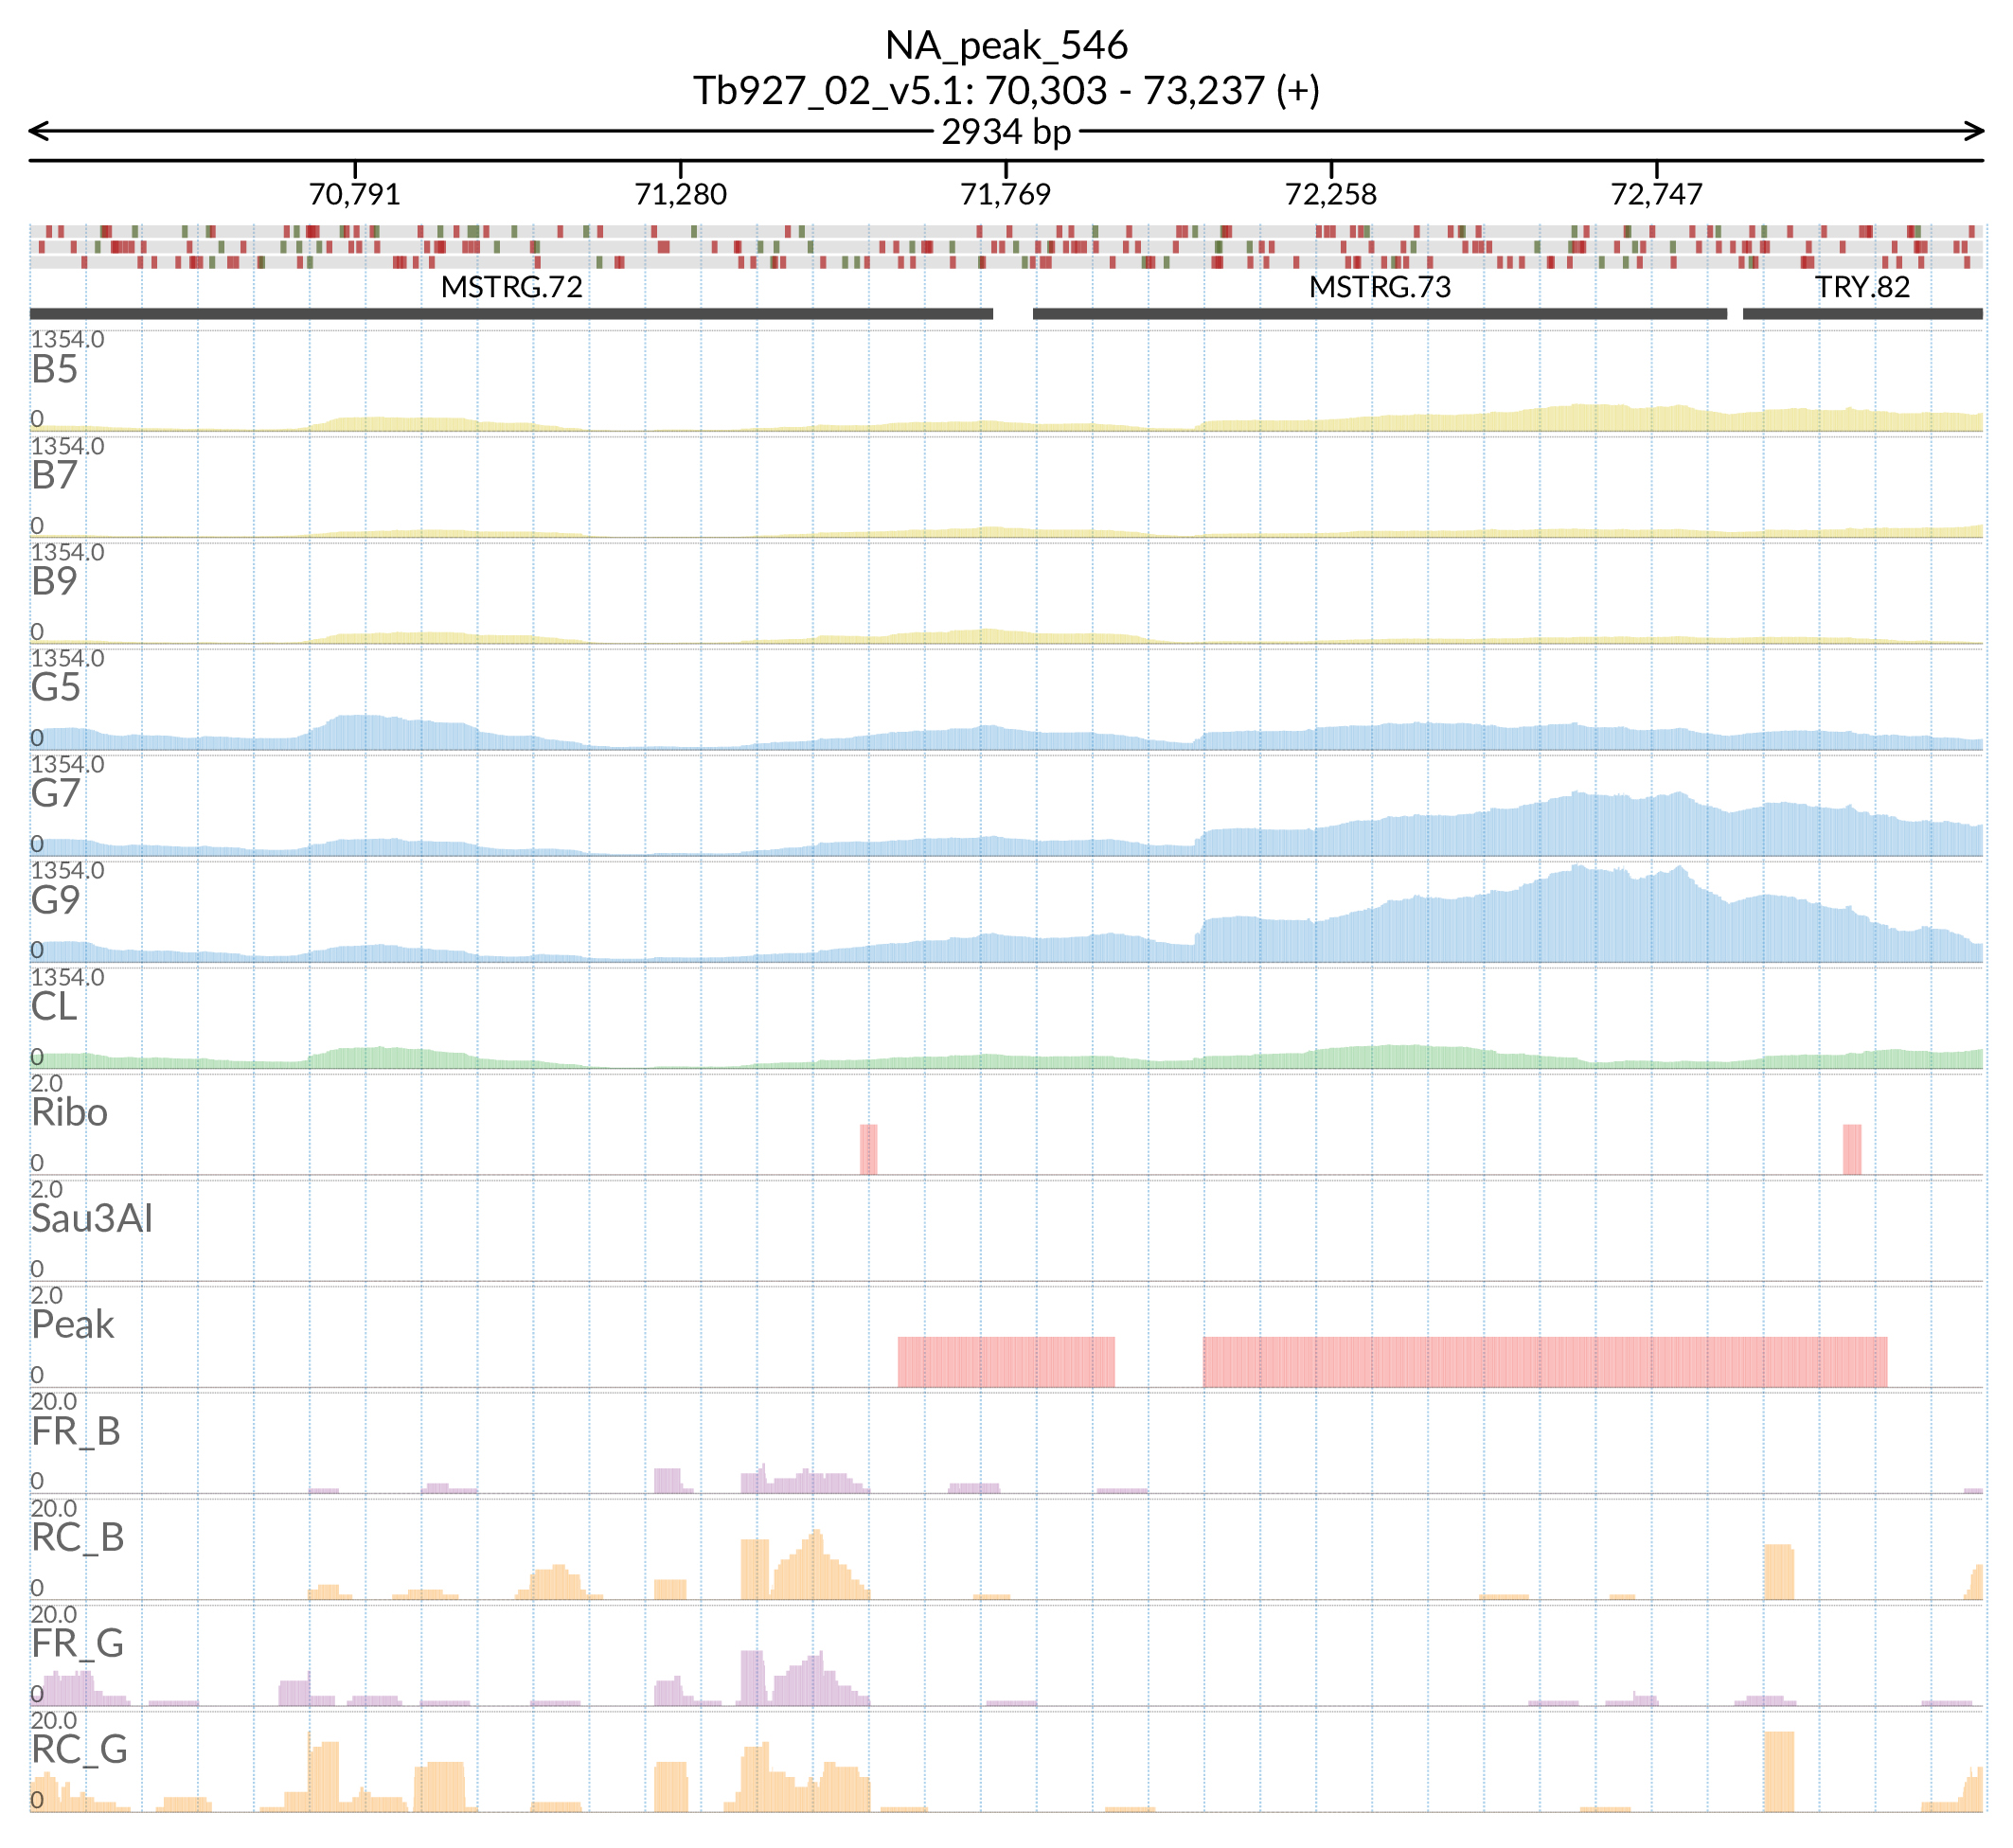 NA_peak_546
Tb927_02_v5.1: 70,303 - 73,237 (+)
2934 bp
70,791 71,280 71,769 72,258 72,747
MSTRG.72 MSTRG.73 TRY.82
1354.0
B5
0
1354.0
B7
0
1354.0
B9
0
1354.0
G5
0
1354.0
G7
0
1354.0
G9
0
1354.0
CL
0
2.0
Ribo
0
2.0
Sau3AI
0
2.0
Peak
0
20.0
FR_B
0
20.0
RC_B
0
20.0
FR_G
0
20.0
RC_G
0